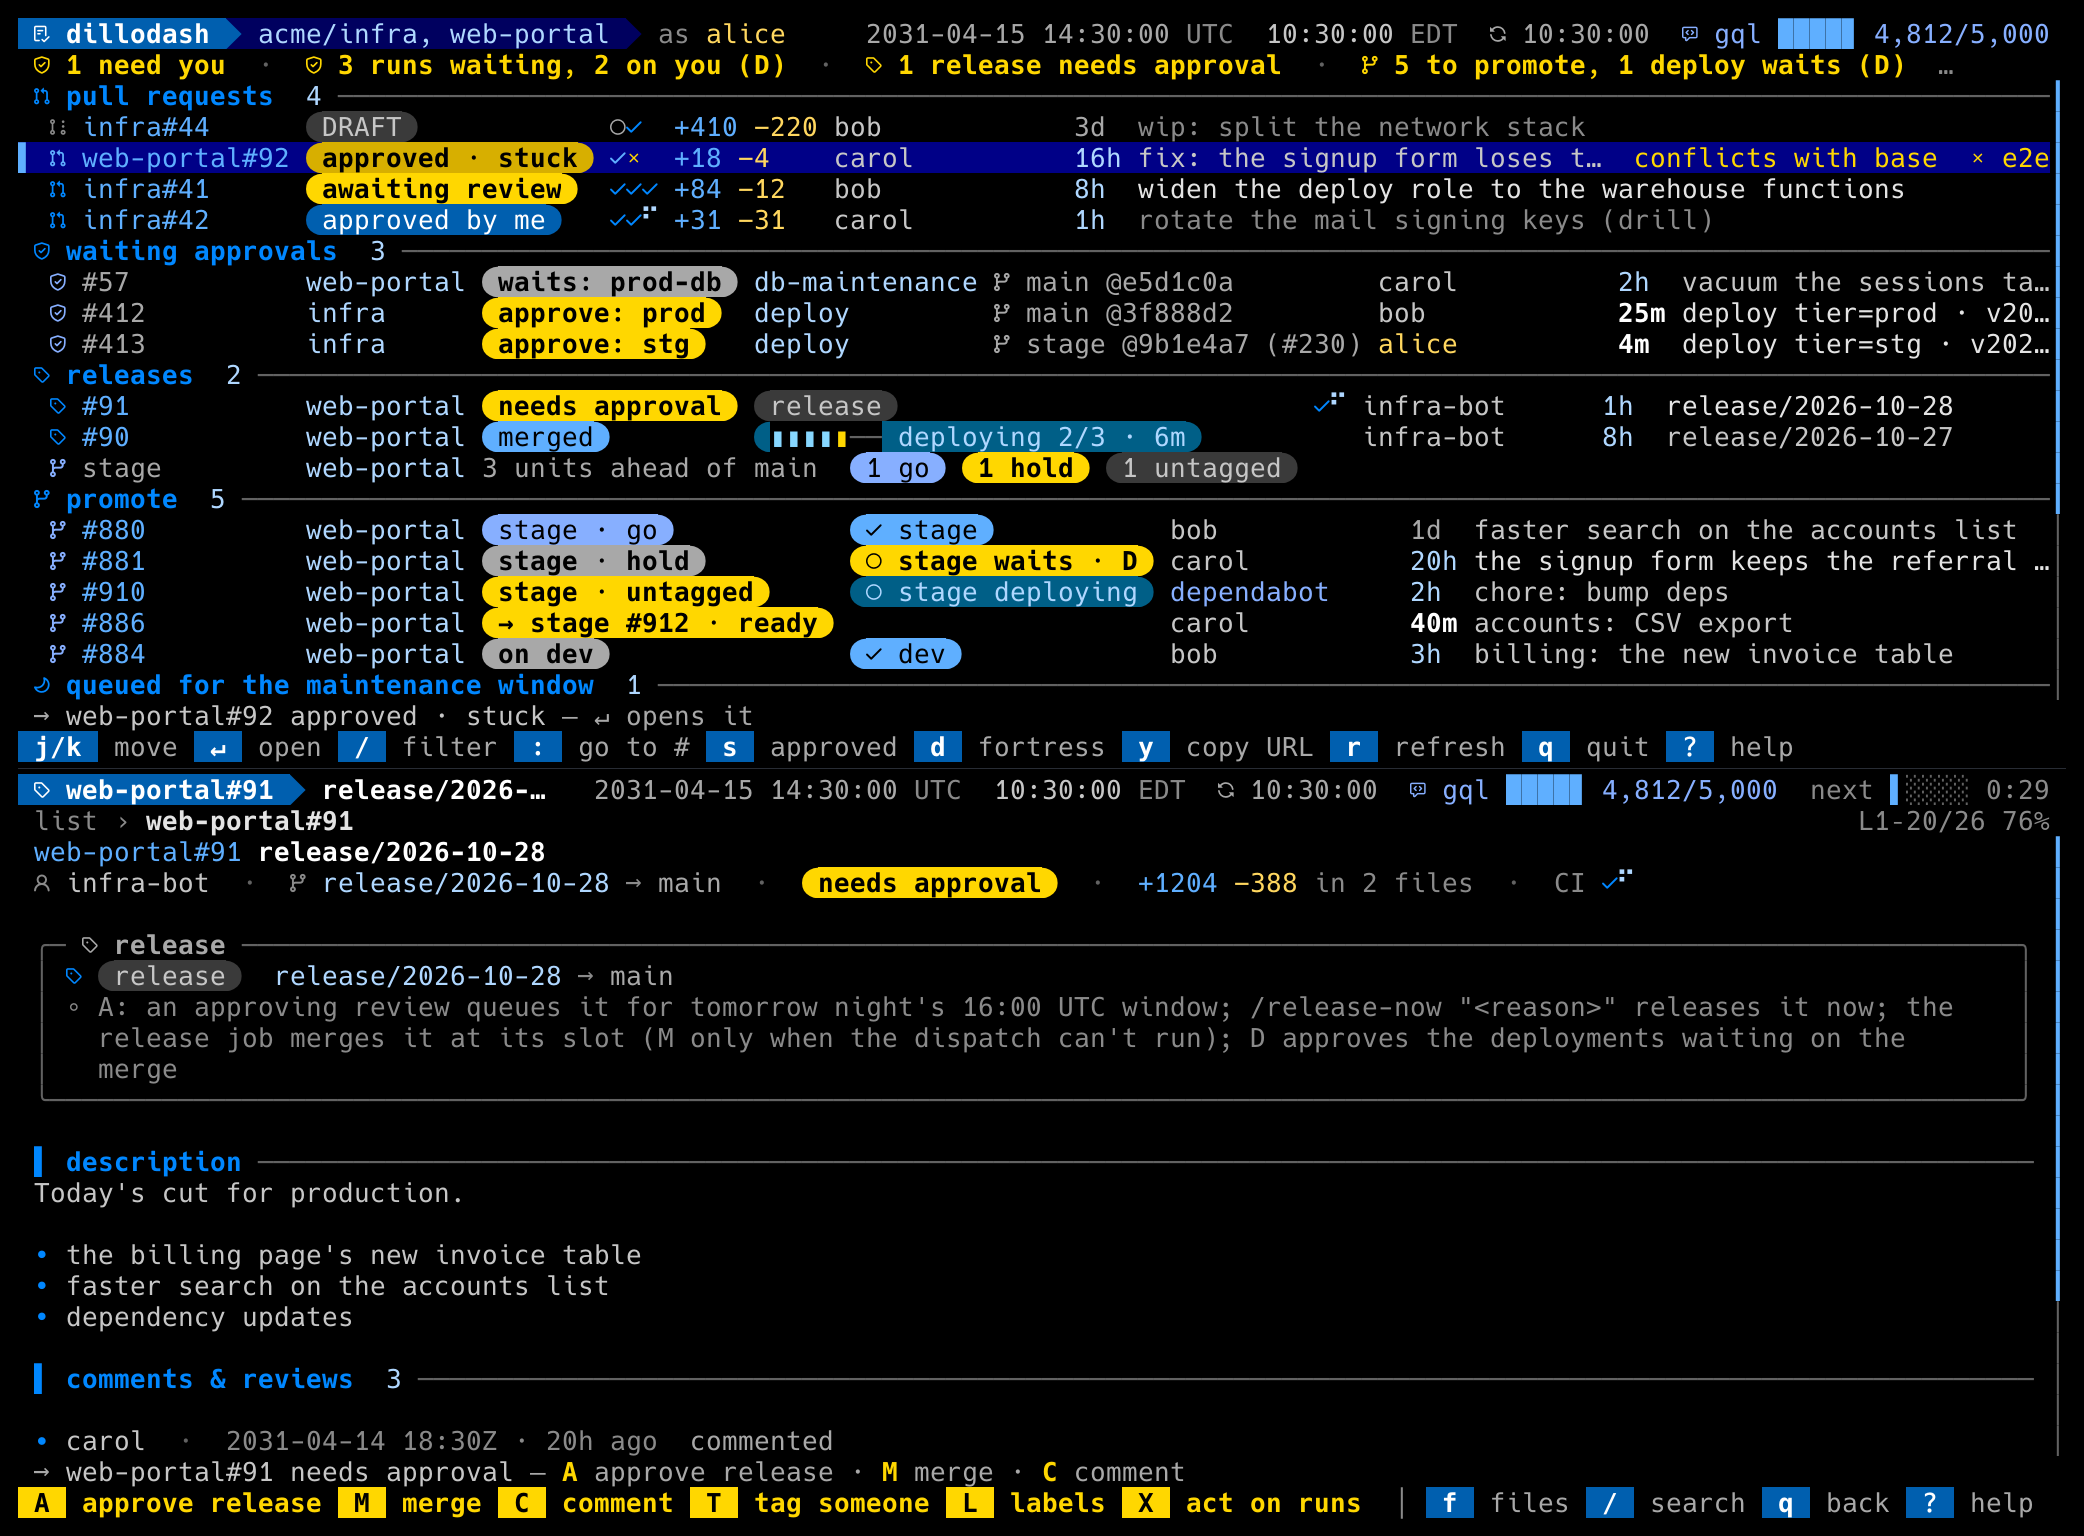 dillodash acme/infra, web-portal as alice 2031-04-15 14:30:00 UTC 10:30:00 EDT 10:30:00 gql 4,812/5,000
1 need you · 3 runs waiting, 2 on you (D) · 1 release needs approval · 5 to promote, 1 deploy waits (D) …
pull requests 4
infra#44 DRAFT ○✓ +410 −220 bob 3d wip: split the network stack
web-portal#92 approved · stuck ✓× +18 −4 carol 16h fix: the signup form loses t… conflicts with base × e2e
infra#41 awaiting review ✓✓✓ +84 −12 bob 8h widen the deploy role to the warehouse functions
infra#42 approved by me ✓✓ +31 −31 carol 1h rotate the mail signing keys (drill)
waiting approvals 3
#57 web-portal waits: prod-db db-maintenance main @e5d1c0a carol 2h vacuum the sessions ta…
#412 infra approve: prod deploy main @3f888d2 bob 25m deploy tier=prod · v20…
#413 infra approve: stg deploy stage @9b1e4a7 (#230) alice 4m deploy tier=stg · v202…
releases 2
#91 web-portal needs approval release ✓ infra-bot 1h release/2026-10-28
#90 web-portal merged deploying 2/3 · 6m infra-bot 8h release/2026-10-27
stage web-portal 3 units ahead of main 1 go 1 hold 1 untagged
promote 5
#880 web-portal stage · go ✓ stage bob 1d faster search on the accounts list
#881 web-portal stage · hold ○ stage waits · D carol 20h the signup form keeps the referral …
#910 web-portal stage · untagged ○ stage deploying dependabot 2h chore: bump deps
#886 web-portal → stage #912 · ready carol 40m accounts: CSV export
#884 web-portal on dev ✓ dev bob 3h billing: the new invoice table
queued for the maintenance window 1
→ web-portal#92 approved · stuck — ↵ opens it
j/k move ↵ open / filter : go to # s approved d fortress y copy URL r refresh q quit ? help
web-portal#91 release/2026-… 2031-04-15 14:30:00 UTC 10:30:00 EDT 10:30:00 gql 4,812/5,000 next 0:29
list › web-portal#91 L1-20/26 76%
web-portal#91 release/2026-10-28
infra-bot · release/2026-10-28 → main · needs approval · +1204 −388 in 2 files · CI ✓
release
release release/2026-10-28 → main
∘ A: an approving review queues it for tomorrow night's 16:00 UTC window; /release-now "<reason>" releases it now; the
release job merges it at its slot (M only when the dispatch can't run); D approves the deployments waiting on the
merge
description
Today's cut for production.
• the billing page's new invoice table
• faster search on the accounts list
• dependency updates
comments & reviews 3
• carol · 2031-04-14 18:30Z · 20h ago commented
→ web-portal#91 needs approval — A approve release · M merge · C comment
A approve release M merge C comment T tag someone L labels X act on runs │ f files / search q back ? help